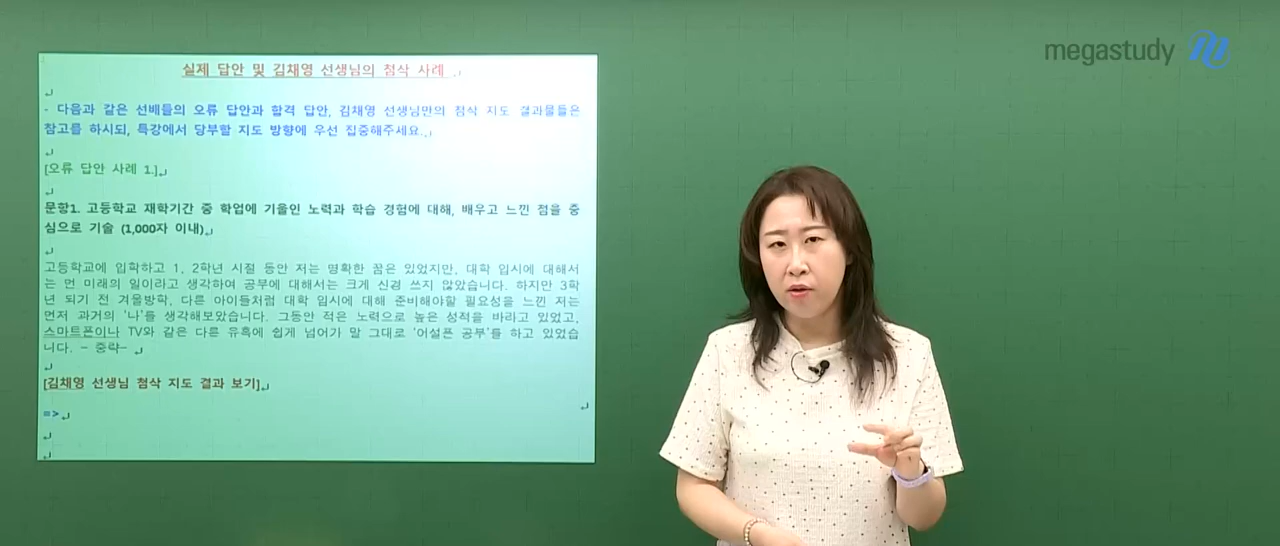 megastudy
실제 답안 및 김채영 선생님의 첨삭 사례
- 다음과 같은 선배들의 오류 답안과 합격 답안, 김채영 선생님만의 첨삭 지도 결과물들은
참고를 하시되, 특강에서 당부할 지도 방향에 우선 집중해주세요.
[오류 답안 사례 1.]
문항1. 고등학교 재학기간 중 학업에 기울인 노력과 학습 경험에 대해, 배우고 느낀 점을 중
심으로 기술 (1,000자 이내)
고등학교에 입학하고 1, 2학년 시절 동안 저는 명확한 꿈은 있었지만, 대학 입시에 대해서
는 먼 미래의 일이라고 생각하여 공부에 대해서는 크게 신경 쓰지 않았습니다. 하지만 3학
년 되기 전 겨울방학, 다른 아이들처럼 대학 입시에 대해 준비해야할 필요성을 느낀 저는
먼저 과거의 '나'를 생각해보았습니다. 그동안 적은 노력으로 높은 성적을 바라고 있었고,
스마트폰이나 TV와 같은 다른 유혹에 쉽게 넘어가 말 그대로 '어설픈 공부'를 하고 있었습
니다. - 중략-
[김채영 선생님 첨삭 지도 결과 보기]
=>